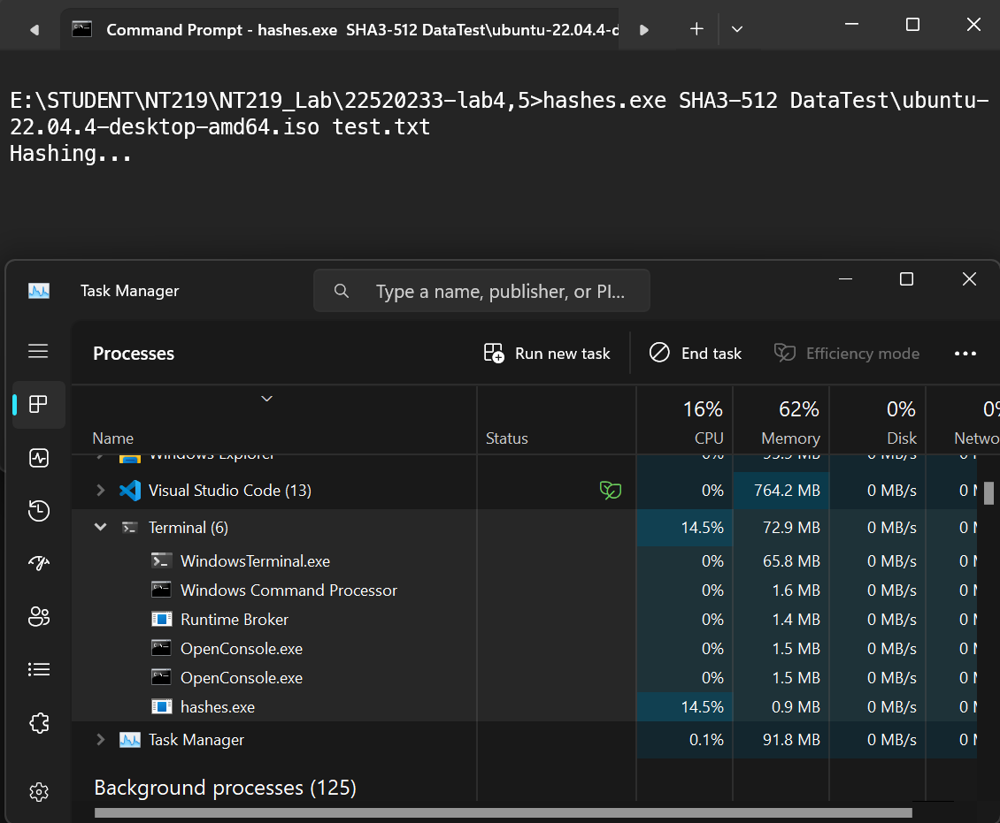 Command Prompt - hashes.exe  SHA3-512 DataTest\ubuntu-22.04.4-d
E:\STUDENT\NT219\NT219_Lab\22520233-lab4,5>hashes.exe SHA3-512 DataTest\ubuntu-
22.04.4-desktop-amd64.iso test.txt
Hashing...
Task Manager
Type a name, publisher, or PI...
Processes
Run new task
End task
Efficiency mode
16% 62% 0% 0%
Name Status CPU Memory Disk Netwo
Windows Explorer 0% 0 MB/s
Visual Studio Code (13) 0% 764.2 MB 0 MB/s 0
Terminal (6) 14.5% 72.9 MB 0 MB/s 0
WindowsTerminal.exe 0% 65.8 MB 0 MB/s 0
Windows Command Processor 0% 1.6 MB 0 MB/s 0
Runtime Broker 0% 1.4 MB 0 MB/s 0
OpenConsole.exe 0% 1.5 MB 0 MB/s 0
OpenConsole.exe 0% 1.5 MB 0 MB/s 0
hashes.exe 14.5% 0.9 MB 0 MB/s 0
Task Manager 0.1% 91.8 MB 0 MB/s 0
Background processes (125)